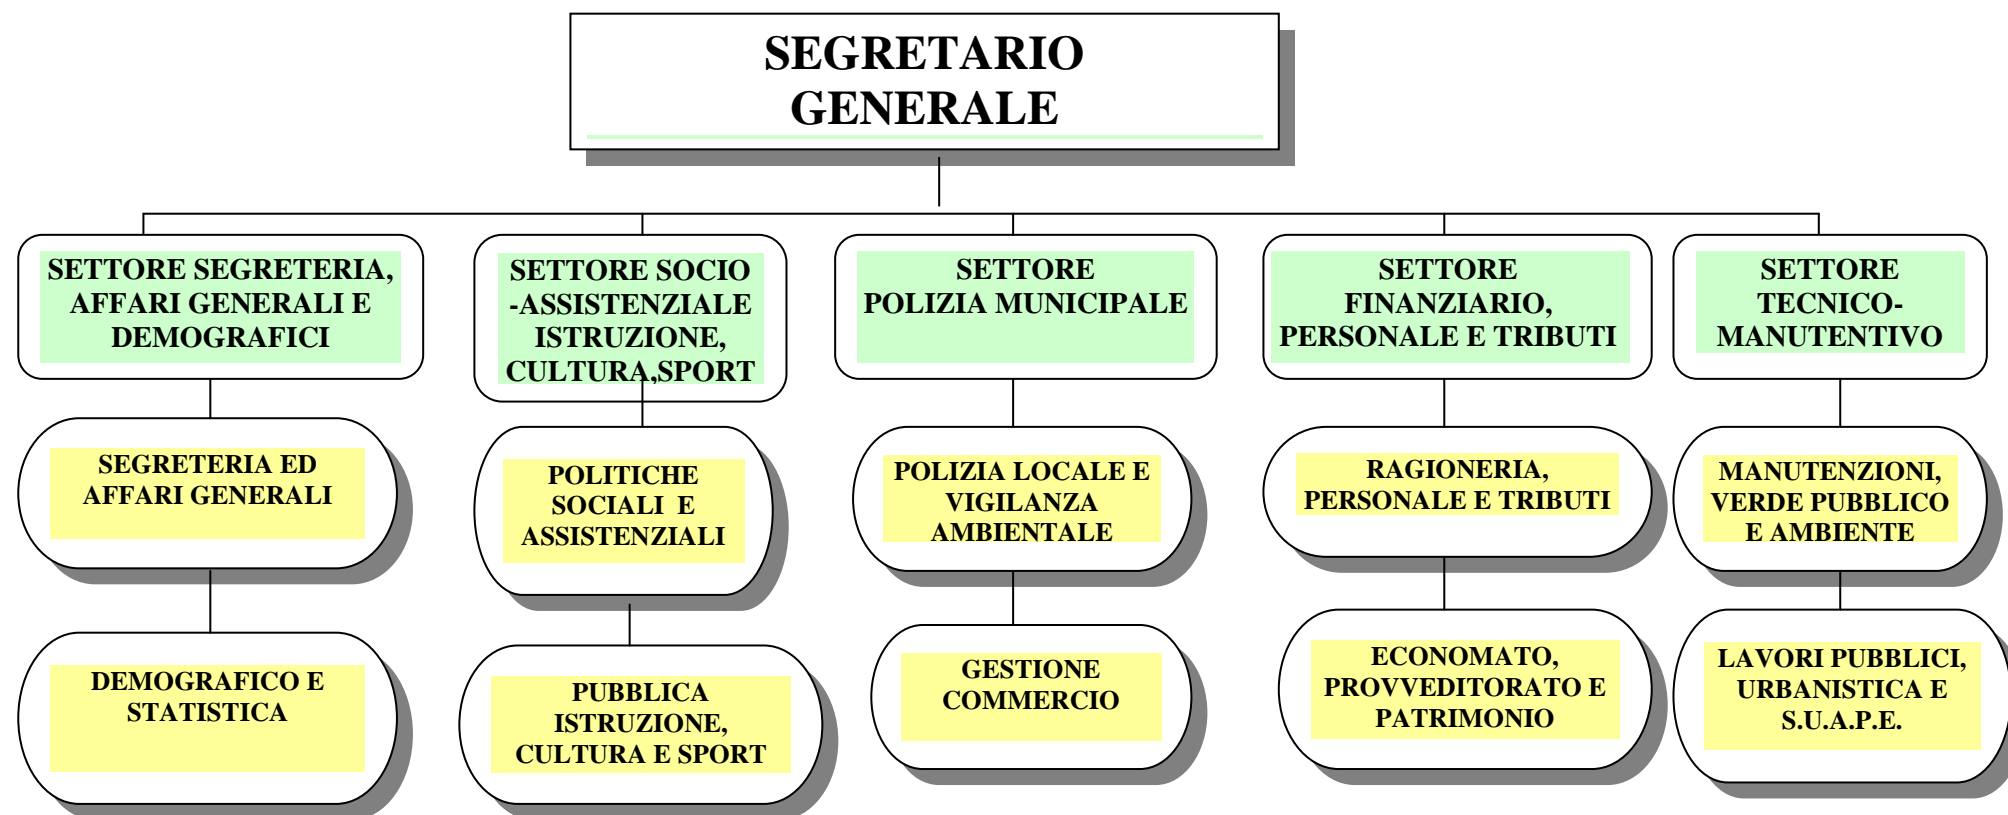 SEGRETARIO
GENERALE
SETTORE SEGRETERIA,
AFFARI GENERALI E
DEMOGRAFICI
SETTORE SOCIO
-ASSISTENZIALE
ISTRUZIONE,
CULTURA,SPORT
SETTORE
POLIZIA MUNICIPALE
SETTORE
FINANZIARIO,
PERSONALE E TRIBUTI
SETTORE
TECNICO-
MANUTENTIVO
SEGRETERIA ED
AFFARI GENERALI
POLITICHE
SOCIALI E
ASSISTENZIALI
POLIZIA LOCALE E
VIGILANZA
AMBIENTALE
RAGIONERIA,
PERSONALE E TRIBUTI
MANUTENZIONI,
VERDE PUBBLICO
E AMBIENTE
DEMOGRAFICO E
STATISTICA
PUBBLICA
ISTRUZIONE,
CULTURA E SPORT
GESTIONE
COMMERCIO
ECONOMATO,
PROVVEDITORATO E
PATRIMONIO
LAVORI PUBBLICI,
URBANISTICA E
S.U.A.P.E.